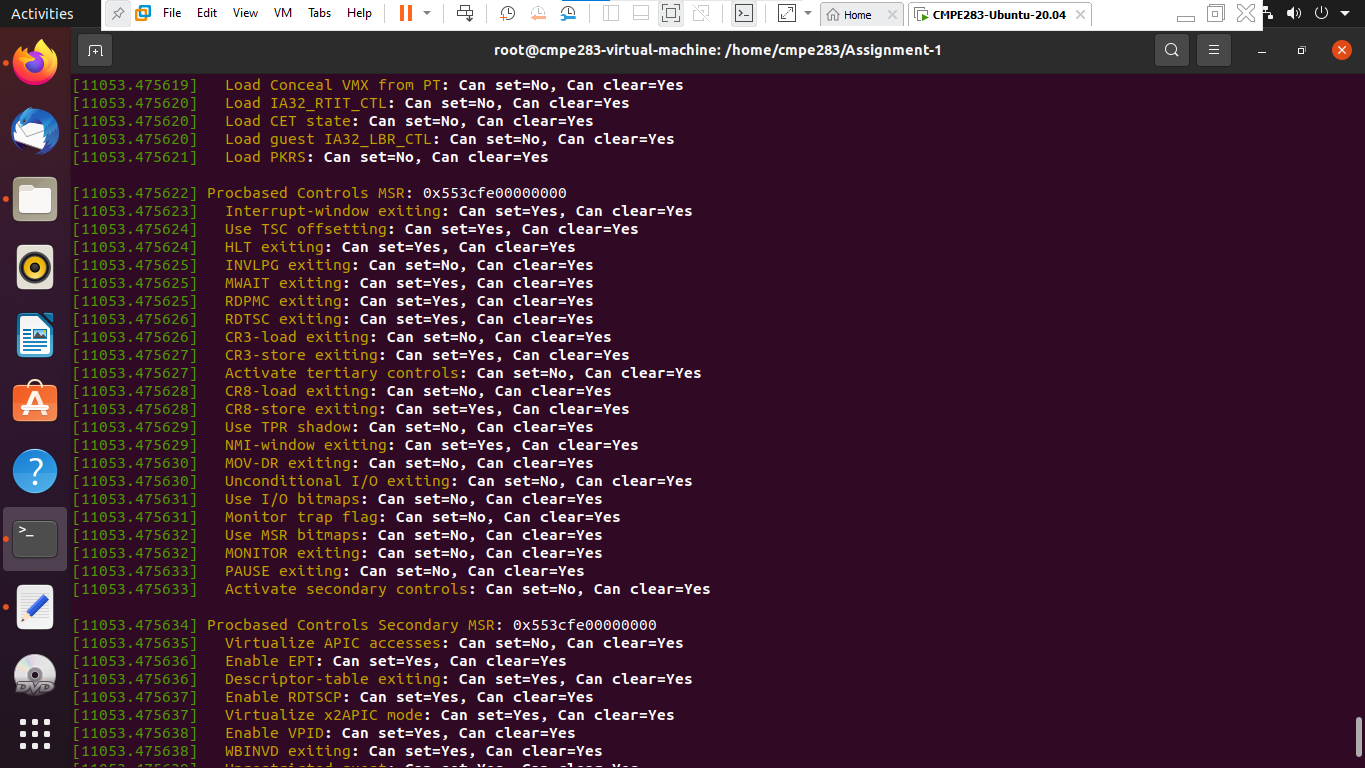 Activities
File Edit View VM Tabs Help
Home
CMPE283-Ubuntu-20.04
root@cmpe283-virtual-machine: /home/cmpe283/Assignment-1
[11053.475619] Load Conceal VMX from PT: Can set=No, Can clear=Yes
[11053.475620] Load IA32_RTIT_CTL: Can set=No, Can clear=Yes
[11053.475620] Load CET state: Can set=No, Can clear=Yes
[11053.475620] Load guest IA32_LBR_CTL: Can set=No, Can clear=Yes
[11053.475621] Load PKRS: Can set=No, Can clear=Yes
[11053.475622] Procbased Controls MSR: 0x553cfe00000000
[11053.475623] Interrupt-window exiting: Can set=Yes, Can clear=Yes
[11053.475624] Use TSC offsetting: Can set=Yes, Can clear=Yes
[11053.475624] HLT exiting: Can set=Yes, Can clear=Yes
[11053.475625] INVLPG exiting: Can set=No, Can clear=Yes
[11053.475625] MWAIT exiting: Can set=Yes, Can clear=Yes
[11053.475625] RDPMC exiting: Can set=Yes, Can clear=Yes
[11053.475626] RDTSC exiting: Can set=Yes, Can clear=Yes
[11053.475626] CR3-load exiting: Can set=No, Can clear=Yes
[11053.475627] CR3-store exiting: Can set=Yes, Can clear=Yes
[11053.475627] Activate tertiary controls: Can set=No, Can clear=Yes
[11053.475628] CR8-load exiting: Can set=No, Can clear=Yes
[11053.475628] CR8-store exiting: Can set=Yes, Can clear=Yes
[11053.475629] Use TPR shadow: Can set=No, Can clear=Yes
[11053.475629] NMI-window exiting: Can set=Yes, Can clear=Yes
[11053.475630] MOV-DR exiting: Can set=No, Can clear=Yes
[11053.475630] Unconditional I/O exiting: Can set=No, Can clear=Yes
[11053.475631] Use I/O bitmaps: Can set=No, Can clear=Yes
[11053.475631] Monitor trap flag: Can set=No, Can clear=Yes
[11053.475632] Use MSR bitmaps: Can set=No, Can clear=Yes
[11053.475632] MONITOR exiting: Can set=No, Can clear=Yes
[11053.475633] PAUSE exiting: Can set=No, Can clear=Yes
[11053.475633] Activate secondary controls: Can set=No, Can clear=Yes
[11053.475634] Procbased Controls Secondary MSR: 0x553cfe00000000
[11053.475635] Virtualize APIC accesses: Can set=No, Can clear=Yes
[11053.475636] Enable EPT: Can set=Yes, Can clear=Yes
[11053.475636] Descriptor-table exiting: Can set=Yes, Can clear=Yes
[11053.475637] Enable RDTSCP: Can set=Yes, Can clear=Yes
[11053.475637] Virtualize x2APIC mode: Can set=Yes, Can clear=Yes
[11053.475638] Enable VPID: Can set=Yes, Can clear=Yes
[11053.475638] WBINVD exiting: Can set=Yes, Can clear=Yes